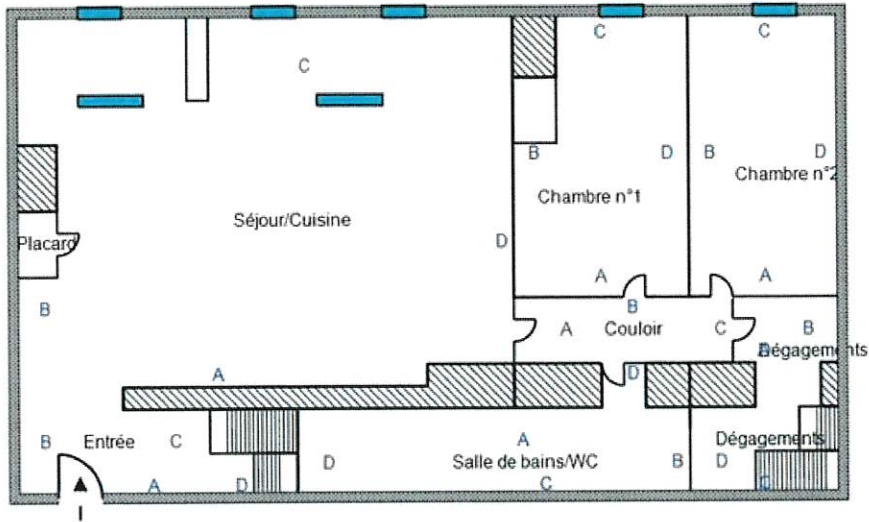 C
C
C
B
D
B
D
Chambre n°2
Chambre n°1
Séjour/Cuisine
Placard
D
A
A
B
B
A
Couloir
C
B
Dégagements
A
D
B
Entrée
C
A
Dégagements
D
Salle de bains/WC
B
D
A
D
C
C
I